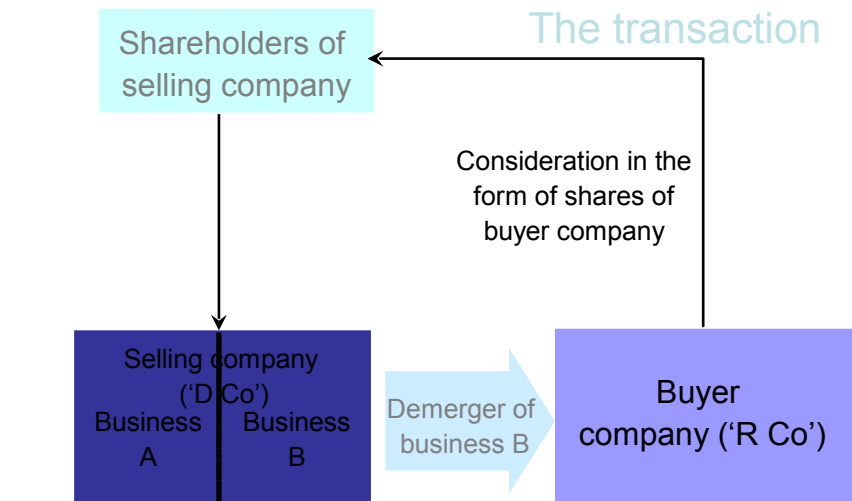 The transaction
Shareholders of
selling company
Consideration in the
form of shares of
buyer company
Selling company
(‘D Co’)
Business
A
Business
B
Demerger of
business B
Buyer
company (‘R Co’)